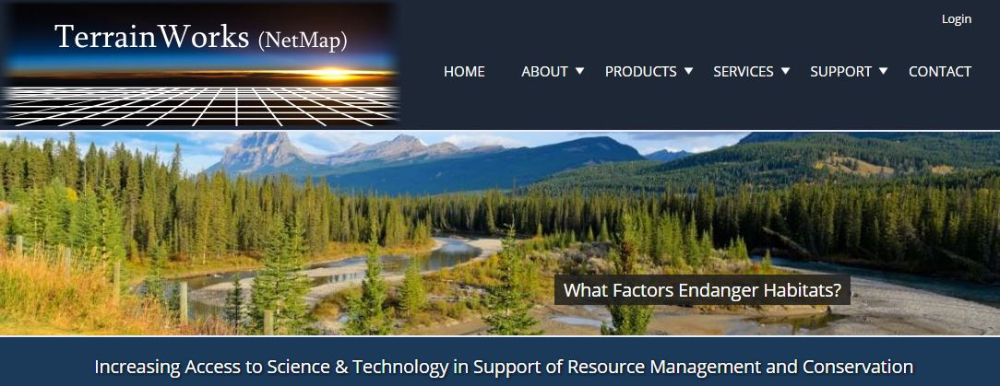 Login
TerrainWorks (NetMap)
HOME ABOUT PRODUCTS SERVICES SUPPORT CONTACT
What Factors Endanger Habitats?
Increasing Access to Science & Technology in Support of Resource Management and Conservation